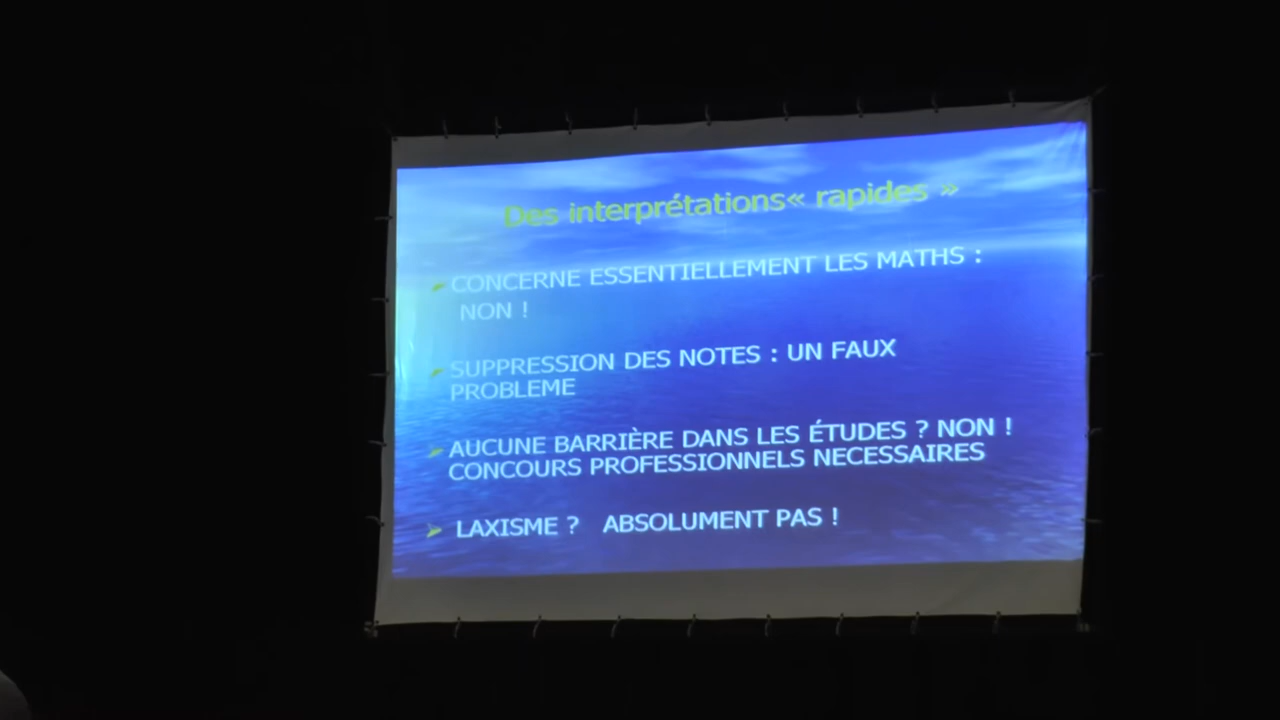 Des interprétations« rapides »
CONCERNE ESSENTIELLEMENT LES MATHS :
NON !
SUPPRESSION DES NOTES : UN FAUX
PROBLEME
AUCUNE BARRIÈRE DANS LES ÉTUDES ? NON !
CONCOURS PROFESSIONNELS NECESSAIRES
LAXISME ? ABSOLUMENT PAS !